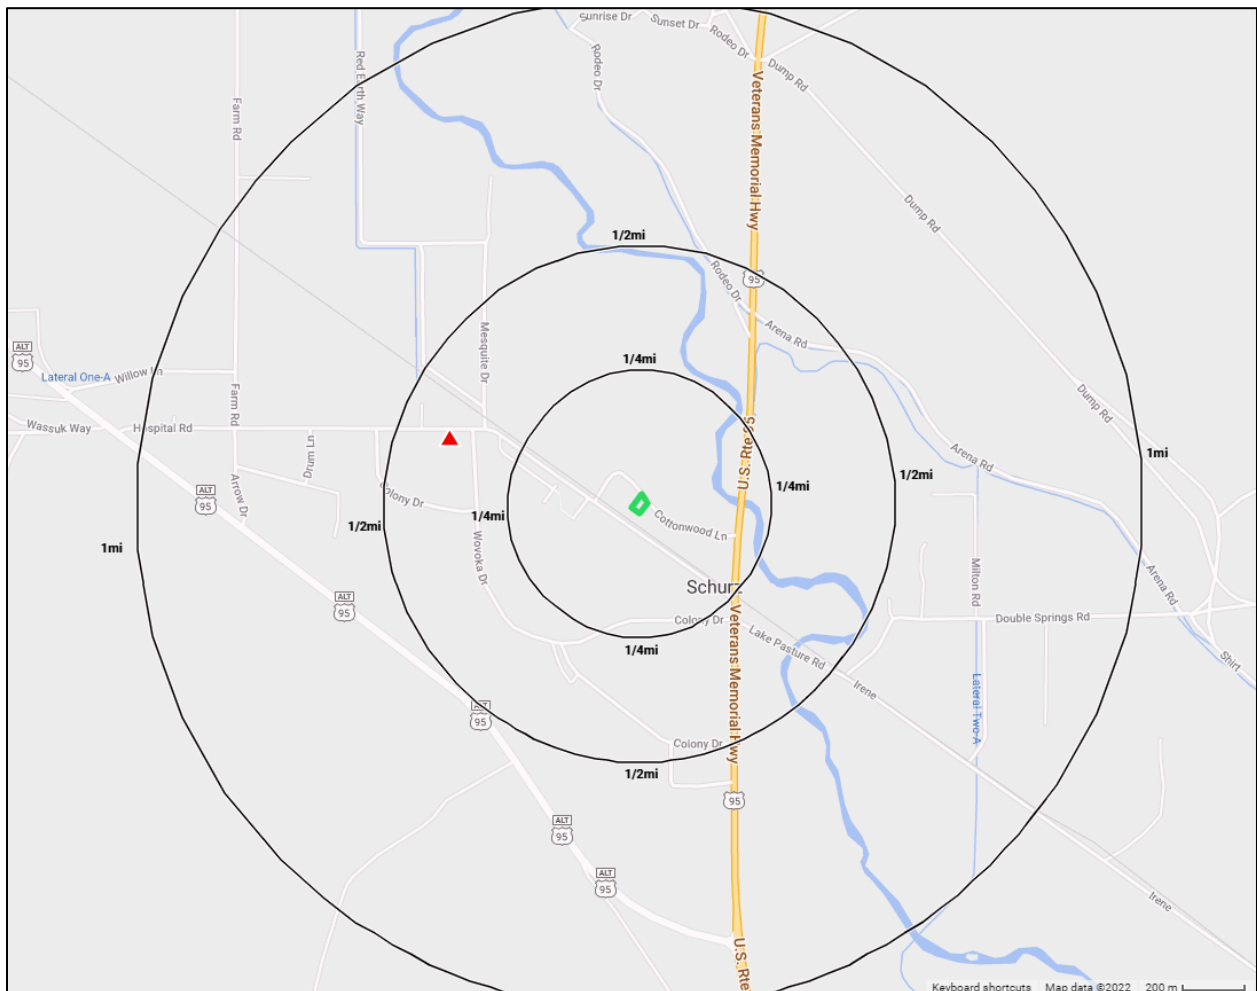 Sunrise Dr
Sunset Dr
Rodeo Dr
Dump Rd
Rodeo Dr
Red Earth Way
Veterans Memorial Hwy
Farm Rd
Dump Rd
1/2mi
Rodeo Dr
95
Arena Rd
Mesquite Dr
ALT
95
1/4mi
Lateral One-A
Willow Ln
Farm Rd
Dump Rd
Wassuk Way
Hospital Rd
U.S. Rte 95
Drumm Ln
Arena Rd
1mi
1/2mi
Arrow Dr
ALT
95
Colony Dr
1/4mi
1/4mi
1/2mi
Cottonwood Ln
1mi
Wovoka Dr
Milton Rd
Arena Rd
Schurz
ALT
95
Colony Dr
Veterans Memorial Hwy
Lake Pasture Rd
Double Springs Rd
1/4mi
Shirt
Irene
Lateral Two-A
ALT
95
Colony Dr
1/2mi
95
ALT
95
ALT
95
Irene
U.S. Rte
Keyboard shortcuts Map data ©2022 200 m